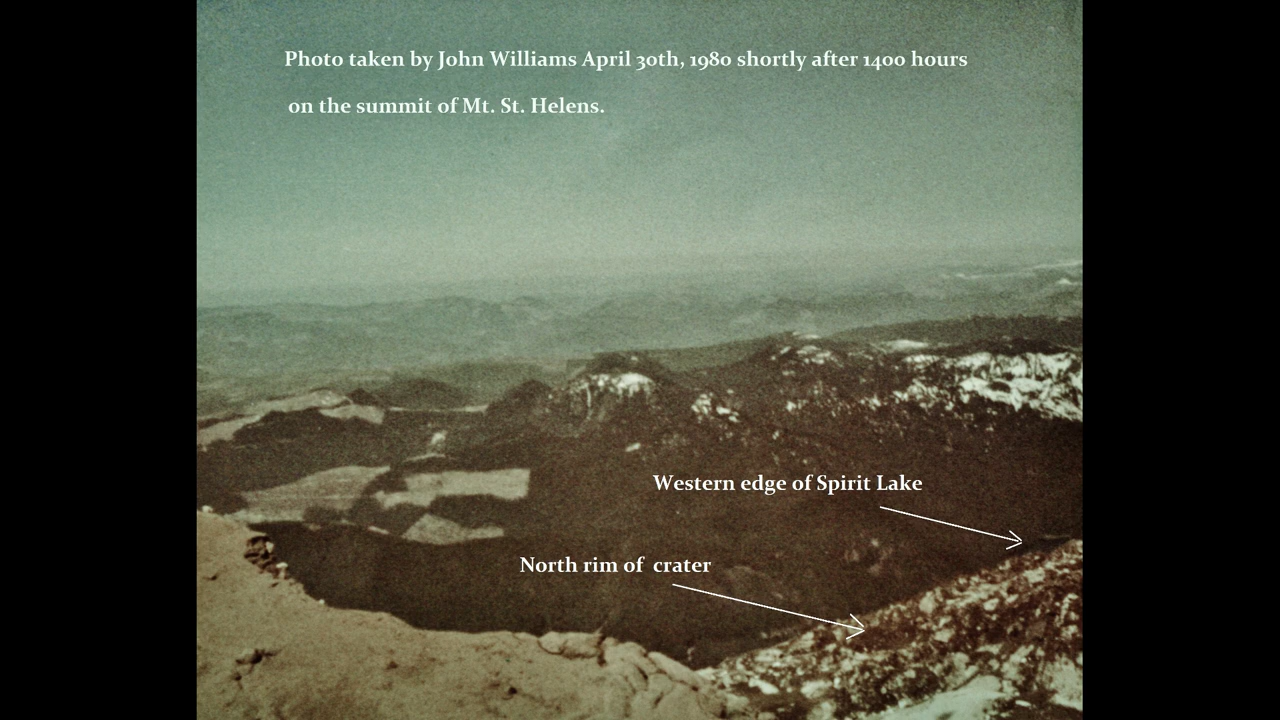 Photo taken by John Williams April 30th, 1980 shortly after 1400 hours
on the summit of Mt. St. Helens.
Western edge of Spirit Lake
North rim of crater